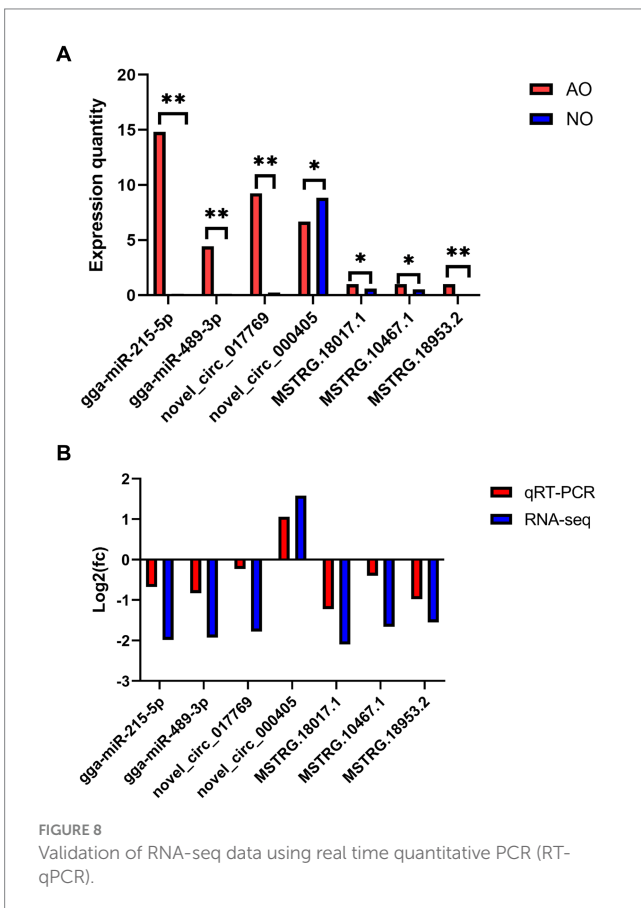 A
Expression quantity
20
15
10
5
0
**
**
**
*
*
*
**
AO
NO
gga-miR-215-5p
gga-miR-489-3p
novel_circ_017769
novel_circ_000405
MSTRG.18017.1
MSTRG.10467.1
MSTRG.18953.2
B
Log2(fc)
2
1
0
-1
-2
-3
qRT-PCR
RNA-seq
gga-miR-215-5p
gga-miR-489-3p
novel_circ_017769
novel_circ_000405
MSTRG.18017.1
MSTRG.10467.1
MSTRG.18953.2
FIGURE 8
Validation of RNA-seq data using real time quantitative PCR (RT-
qPCR).